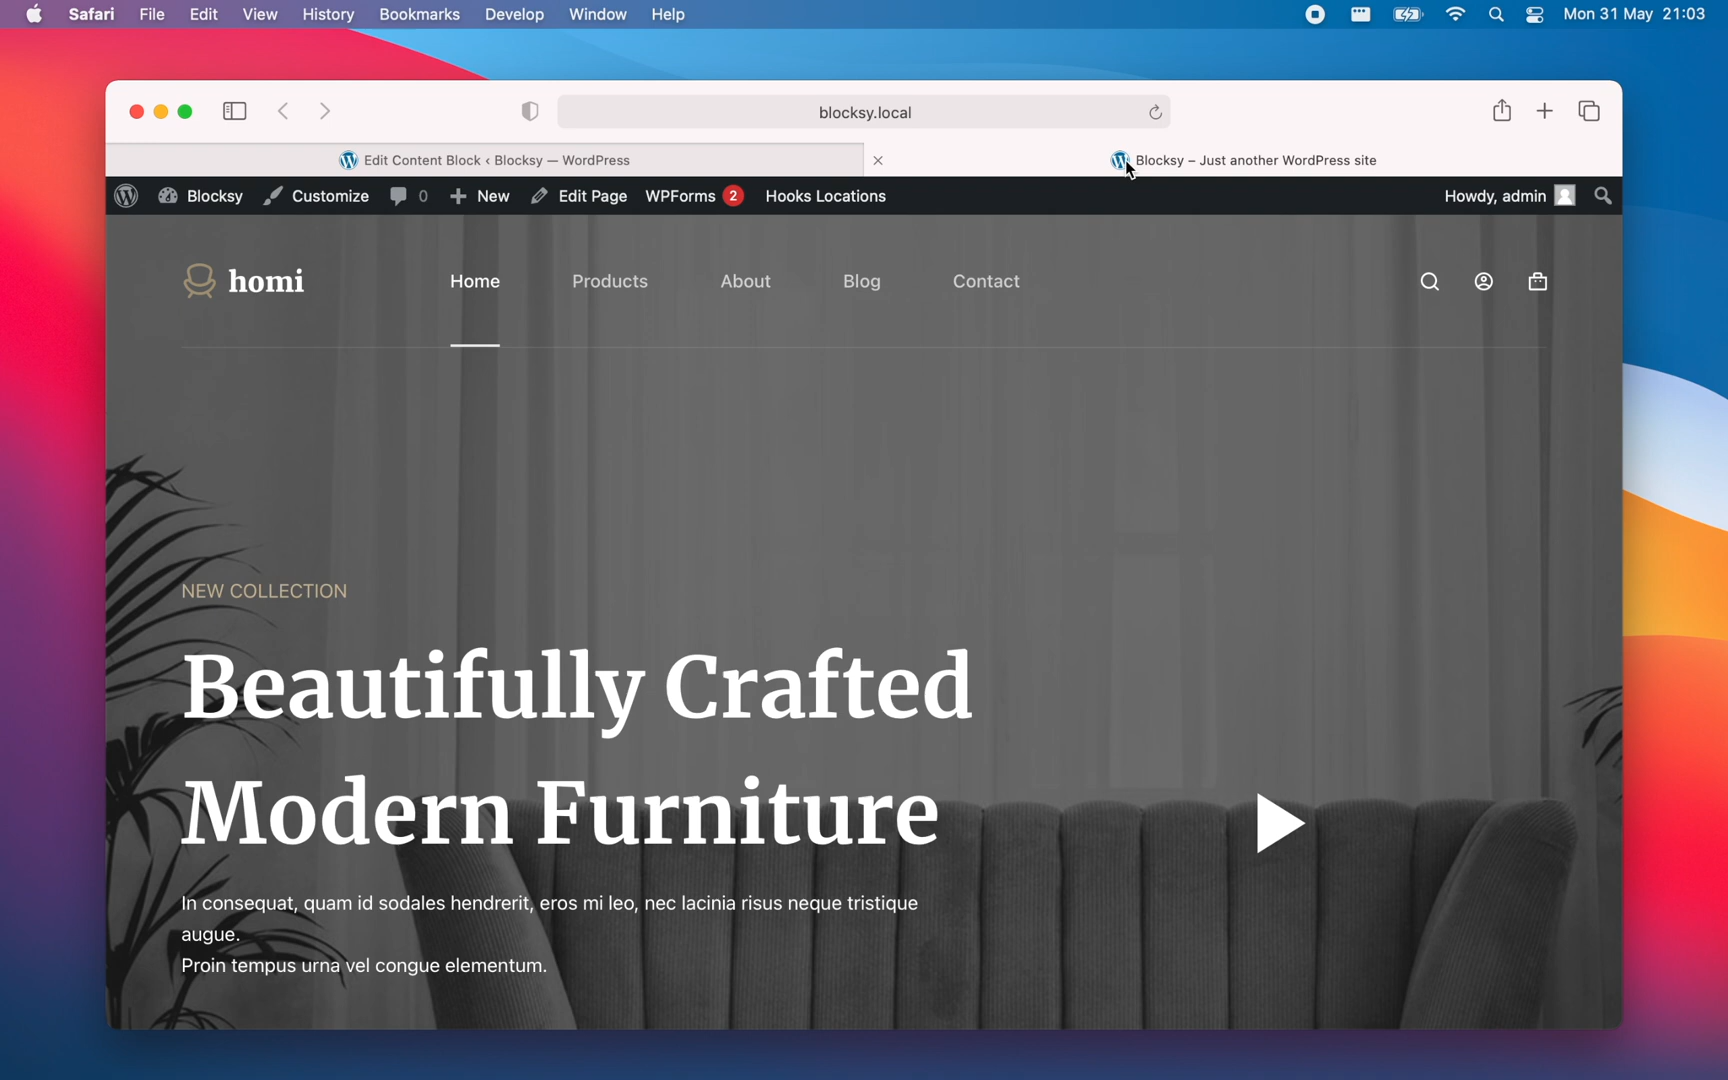 Safari File Edit View History Bookmarks Develop Window Help Mon 31 May 21:03
blocksy.local
Edit Content Block ‹ Blocksy — WordPress Blocksy – Just another WordPress site
Blocksy Customize 0 New Edit Page WPForms 2 Hooks Locations Howdy, admin
homi Home Products About Blog Contact
NEW COLLECTION
Beautifully Crafted
Modern Furniture
In consequat, quam id sodales hendrerit, eros mi leo, nec lacinia risus neque tristique
augue.
Proin tempus urna vel congue elementum.